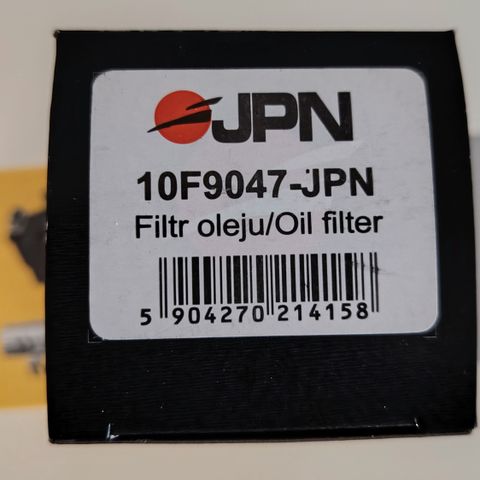 JPN
10F9047-JPN
Filtr oleju/Oil filter
5 904270 214158